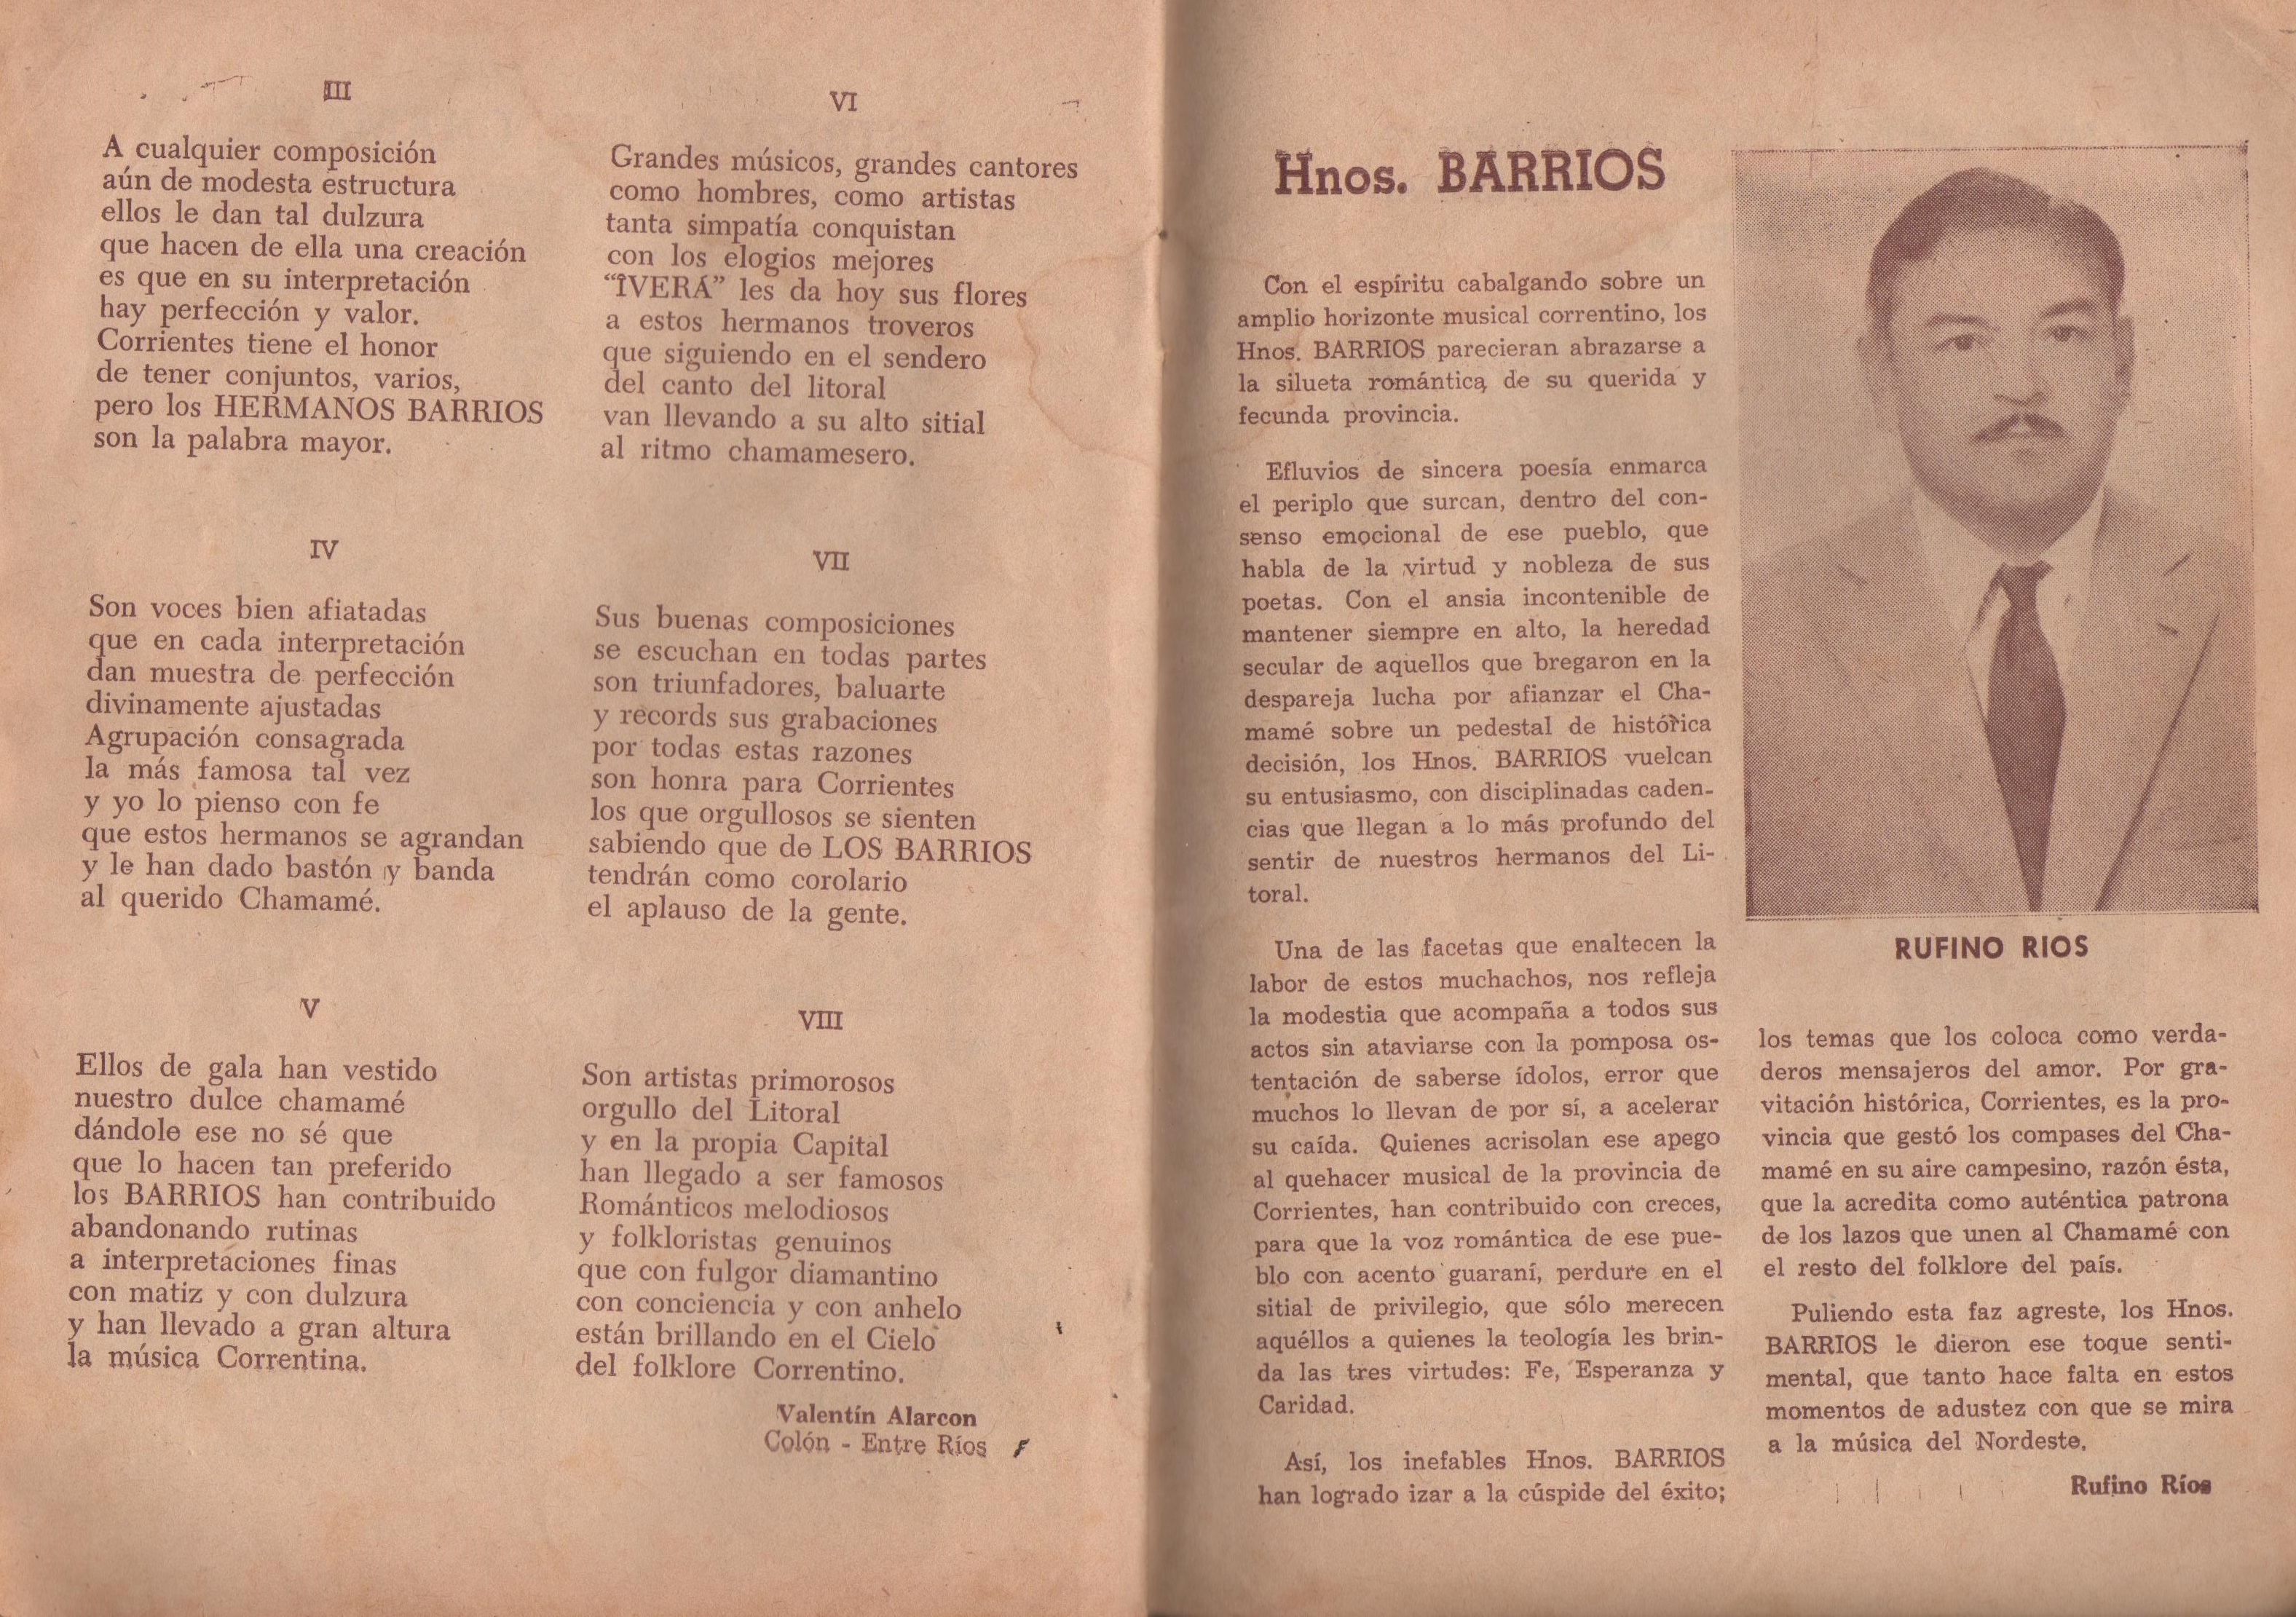 III
A cualquier composición
aún de modesta estructura
ellos le dan tal dulzura
que hacen de ella una creación
es que en su interpretación
hay perfección y valor.
Corrientes tiene el honor
de tener conjuntos, varios,
pero los HERMANOS BARRIOS
son la palabra mayor.
IV
Son voces bien afiatadas
que en cada interpretación
dan muestra de perfección
divinamente ajustadas
Agrupación consagrada
la más famosa tal vez
y yo lo pienso con fe
que estos hermanos se agrandan
y le han dado bastón y banda
al querido Chamamé.
V
Ellos de gala han vestido
nuestro dulce chamamé
dándole ese no sé que
que lo hacen tan preferido
los BARRIOS han contribuido
abandonando rutinas
a interpretaciones finas
con matiz y con dulzura
y han llevado a gran altura
la música Correntina.
VI
Grandes músicos, grandes cantores
como hombres, como artistas
tanta simpatía conquistan
con los elogios mejores
“IVERÁ” les da hoy sus flores
a estos hermanos troveros
que siguiendo en el sendero
del canto del litoral
van llevando a su alto sitial
al ritmo chamamesero.
VII
Sus buenas composiciones
se escuchan en todas partes
son triunfadores, baluarte
y records sus grabaciones
por todas estas razones
son honra para Corrientes
los que orgullosos se sienten
sabiendo que de LOS BARRIOS
tendrán como corolario
el aplauso de la gente.
VIII
Son artistas primorosos
orgullo del Litoral
y en la propia Capital
han llegado a ser famosos
Románticos melodiosos
y folkloristas genuinos
que con fulgor diamantino
con conciencia y con anhelo
están brillando en el Cielo
del folklore Correntino.
Valentín Alarcon
Colón - Entre Ríos
Hnos. BARRIOS
Con el espíritu cabalgando sobre un
amplio horizonte musical correntino, los
Hnos. BARRIOS parecieran abrazarse a
la silueta romántica de su querida y
fecunda provincia.
Efluvios de sincera poesía enmarca
el periplo que surcan, dentro del con-
senso emocional de ese pueblo, que
habla de la virtud y nobleza de sus
poetas. Con el ansia incontenible de
mantener siempre en alto, la heredad
secular de aquellos que bregaron en la
despareja lucha por afianzar el Cha-
mamé sobre un pedestal de histórica
decisión, los Hnos. BARRIOS vuelcan
su entusiasmo, con disciplinadas caden-
cias que llegan a lo más profundo del
sentir de nuestros hermanos del Li-
toral.
Una de las facetas que enaltecen la
labor de estos muchachos, nos refleja
la modestia que acompaña a todos sus
actos sin ataviarse con la pomposa os-
tentación de saberse ídolos, error que
muchos lo llevan de por sí, a acelerar
su caída. Quienes acrisolan ese apego
al quehacer musical de la provincia de
Corrientes, han contribuido con creces,
para que la voz romántica de ese pue-
blo con acento guaraní, perdure en el
sitial de privilegio, que sólo merecen
aquéllos a quienes la teología les brin-
da las tres virtudes: Fe, Esperanza y
Caridad.
Así, los inefables Hnos. BARRIOS
han logrado izar a la cúspide del éxito;
RUFINO RIOS
los temas que los coloca como verda-
deros mensajeros del amor. Por gra-
vitación histórica, Corrientes, es la pro-
vincia que gestó los compases del Cha-
mamé en su aire campesino, razón ésta,
que la acredita como auténtica patrona
de los lazos que unen al Chamamé con
el resto del folklore del país.
Puliendo esta faz agreste, los Hnos.
BARRIOS le dieron ese toque senti-
mental, que tanto hace falta en estos
momentos de adustez con que se mira
a la música del Nordeste.
Rufino Ríos